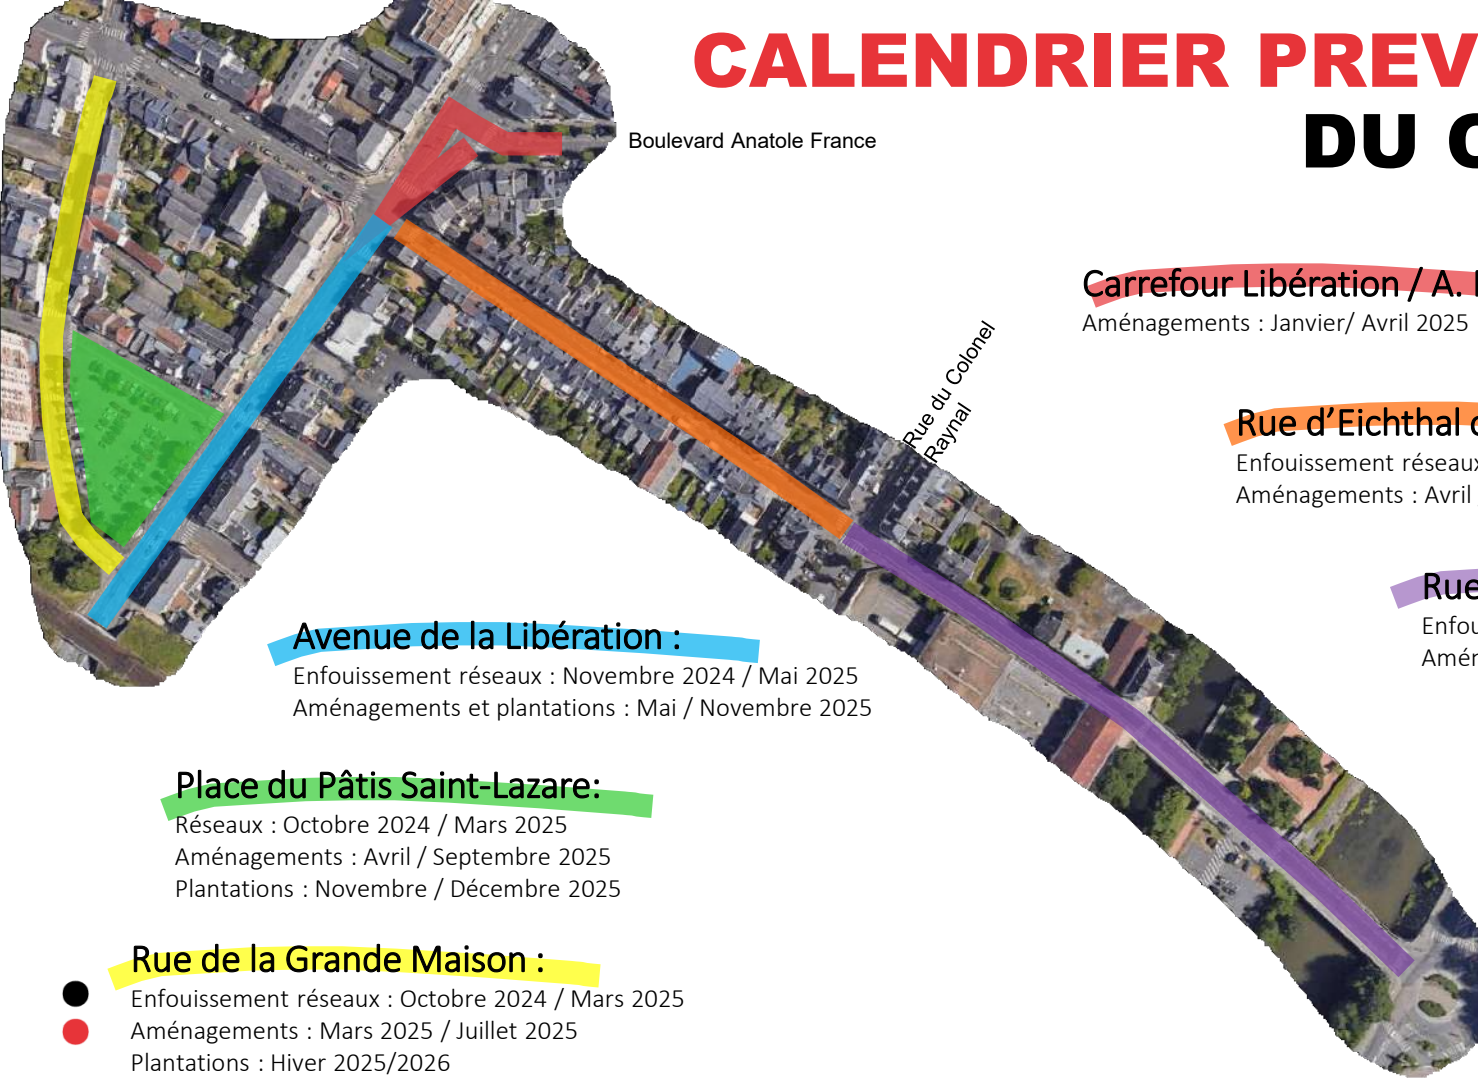 CALENDRIER PREV
DU C
Boulevard Anatole France
Carrefour Libération / A.
Aménagements : Janvier/ Avril 2025
Rue du Colonel
Raynal
Rue d’Eichthal
Enfouissement réseaux
Aménagements : Avril
Rue
Enfou
Amén
Avenue de la Libération :
Enfouissement réseaux : Novembre 2024 / Mai 2025
Aménagements et plantations : Mai / Novembre 2025
Place du Pâtis Saint-Lazare:
Réseaux : Octobre 2024 / Mars 2025
Aménagements : Avril / Septembre 2025
Plantations : Novembre / Décembre 2025
Rue de la Grande Maison :
Enfouissement réseaux : Octobre 2024 / Mars 2025
Aménagements : Mars 2025 / Juillet 2025
Plantations : Hiver 2025/2026